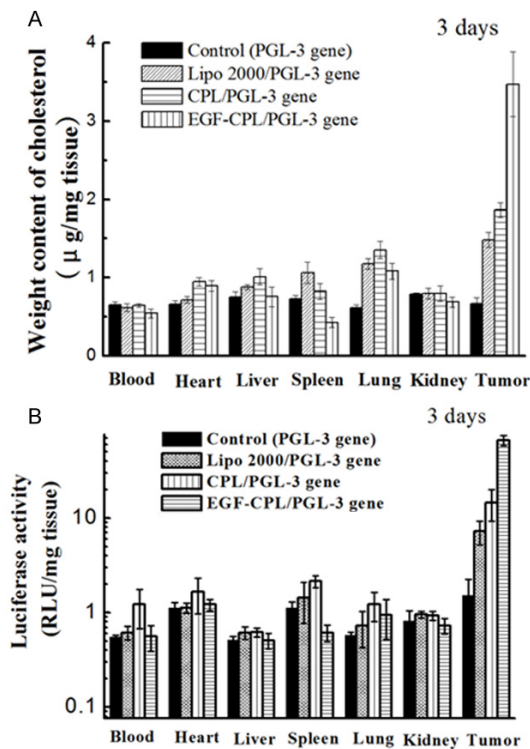 A
3 days
Control (PGL-3 gene)
Lipo 2000/PGL-3 gene
CPL/PGL-3 gene
EGF-CPL/PGL-3 gene
Weight content of cholesterol
( μ g/mg tissue)
4
3
2
1
0
Blood Heart Liver Spleen Lung Kidney Tumor
B
3 days
Control (PGL-3 gene)
Lipo 2000/PGL-3 gene
CPL/PGL-3 gene
EGF-CPL/PGL-3 gene
Luciferase activity
(RLU/mg tissue)
10
1
0.1
Blood Heart Liver Spleen Lung Kidney Tumor